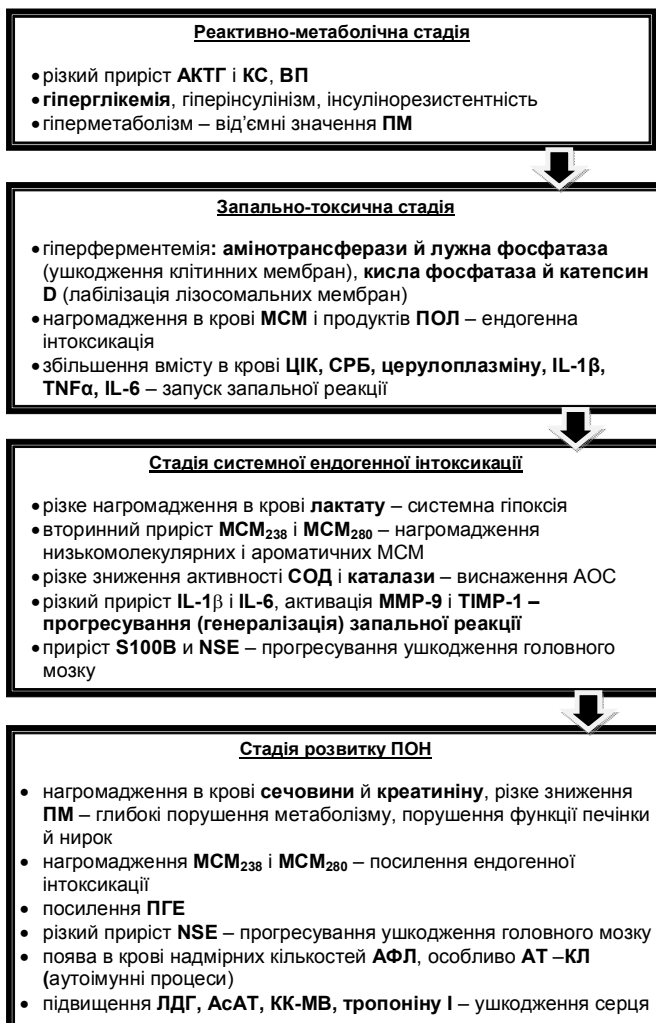 Реактивно-метаболічна стадія
•різкий приріст АКТГ і КС, ВП
•гіперглікемія, гіперінсулінізм, інсулінорезистентність
•гіперметаболізм – від’ємні значення ПМ
Запально-токсична стадія
•гіперферментемія: амінотрансферази й лужна фосфатаза
(ушкодження клітинних мембран), кисла фосфатаза й катепсин
D (лабілізація лізосомальних мембран)
•нагромадження в крові МСМ і продуктів ПОЛ – ендогенна
інтоксикація
•збільшення вмісту в крові ЦІК, СРБ, церулоплазміну, IL-1β,
TNFα, IL-6 – запуск запальної реакції
Стадія системної ендогенної інтоксикації
•різке нагромадження в крові лактату – системна гіпоксія
•вторинний приріст МСМ238 і МСМ280 – нагромадження
низькомолекулярних і ароматичних МСМ
•різке зниження активності СОД і каталази – виснаження АОС
•різкий приріст IL-1β і IL-6, активація MMP-9 і TIMP-1 –
прогресування (генералізація) запальної реакції
•приріст S100B и NSE – прогресування ушкодження головного
мозку
Стадія розвитку ПОН
• нагромадження в крові сечовини й креатиніну, різке зниження
ПМ – глибокі порушення метаболізму, порушення функції печінки
й нирок
• нагромадження МСМ238 і МСМ280 – посилення ендогенної
інтоксикації
• посилення ПГЕ
• різкий приріст NSE – прогресування ушкодження головного мозку
• поява в крові надмірних кількостей АФЛ, особливо АТ –КЛ
(аутоімунні процеси)
• підвищення ЛДГ, АсАТ, КК-МВ, тропоніну I – ушкодження серця